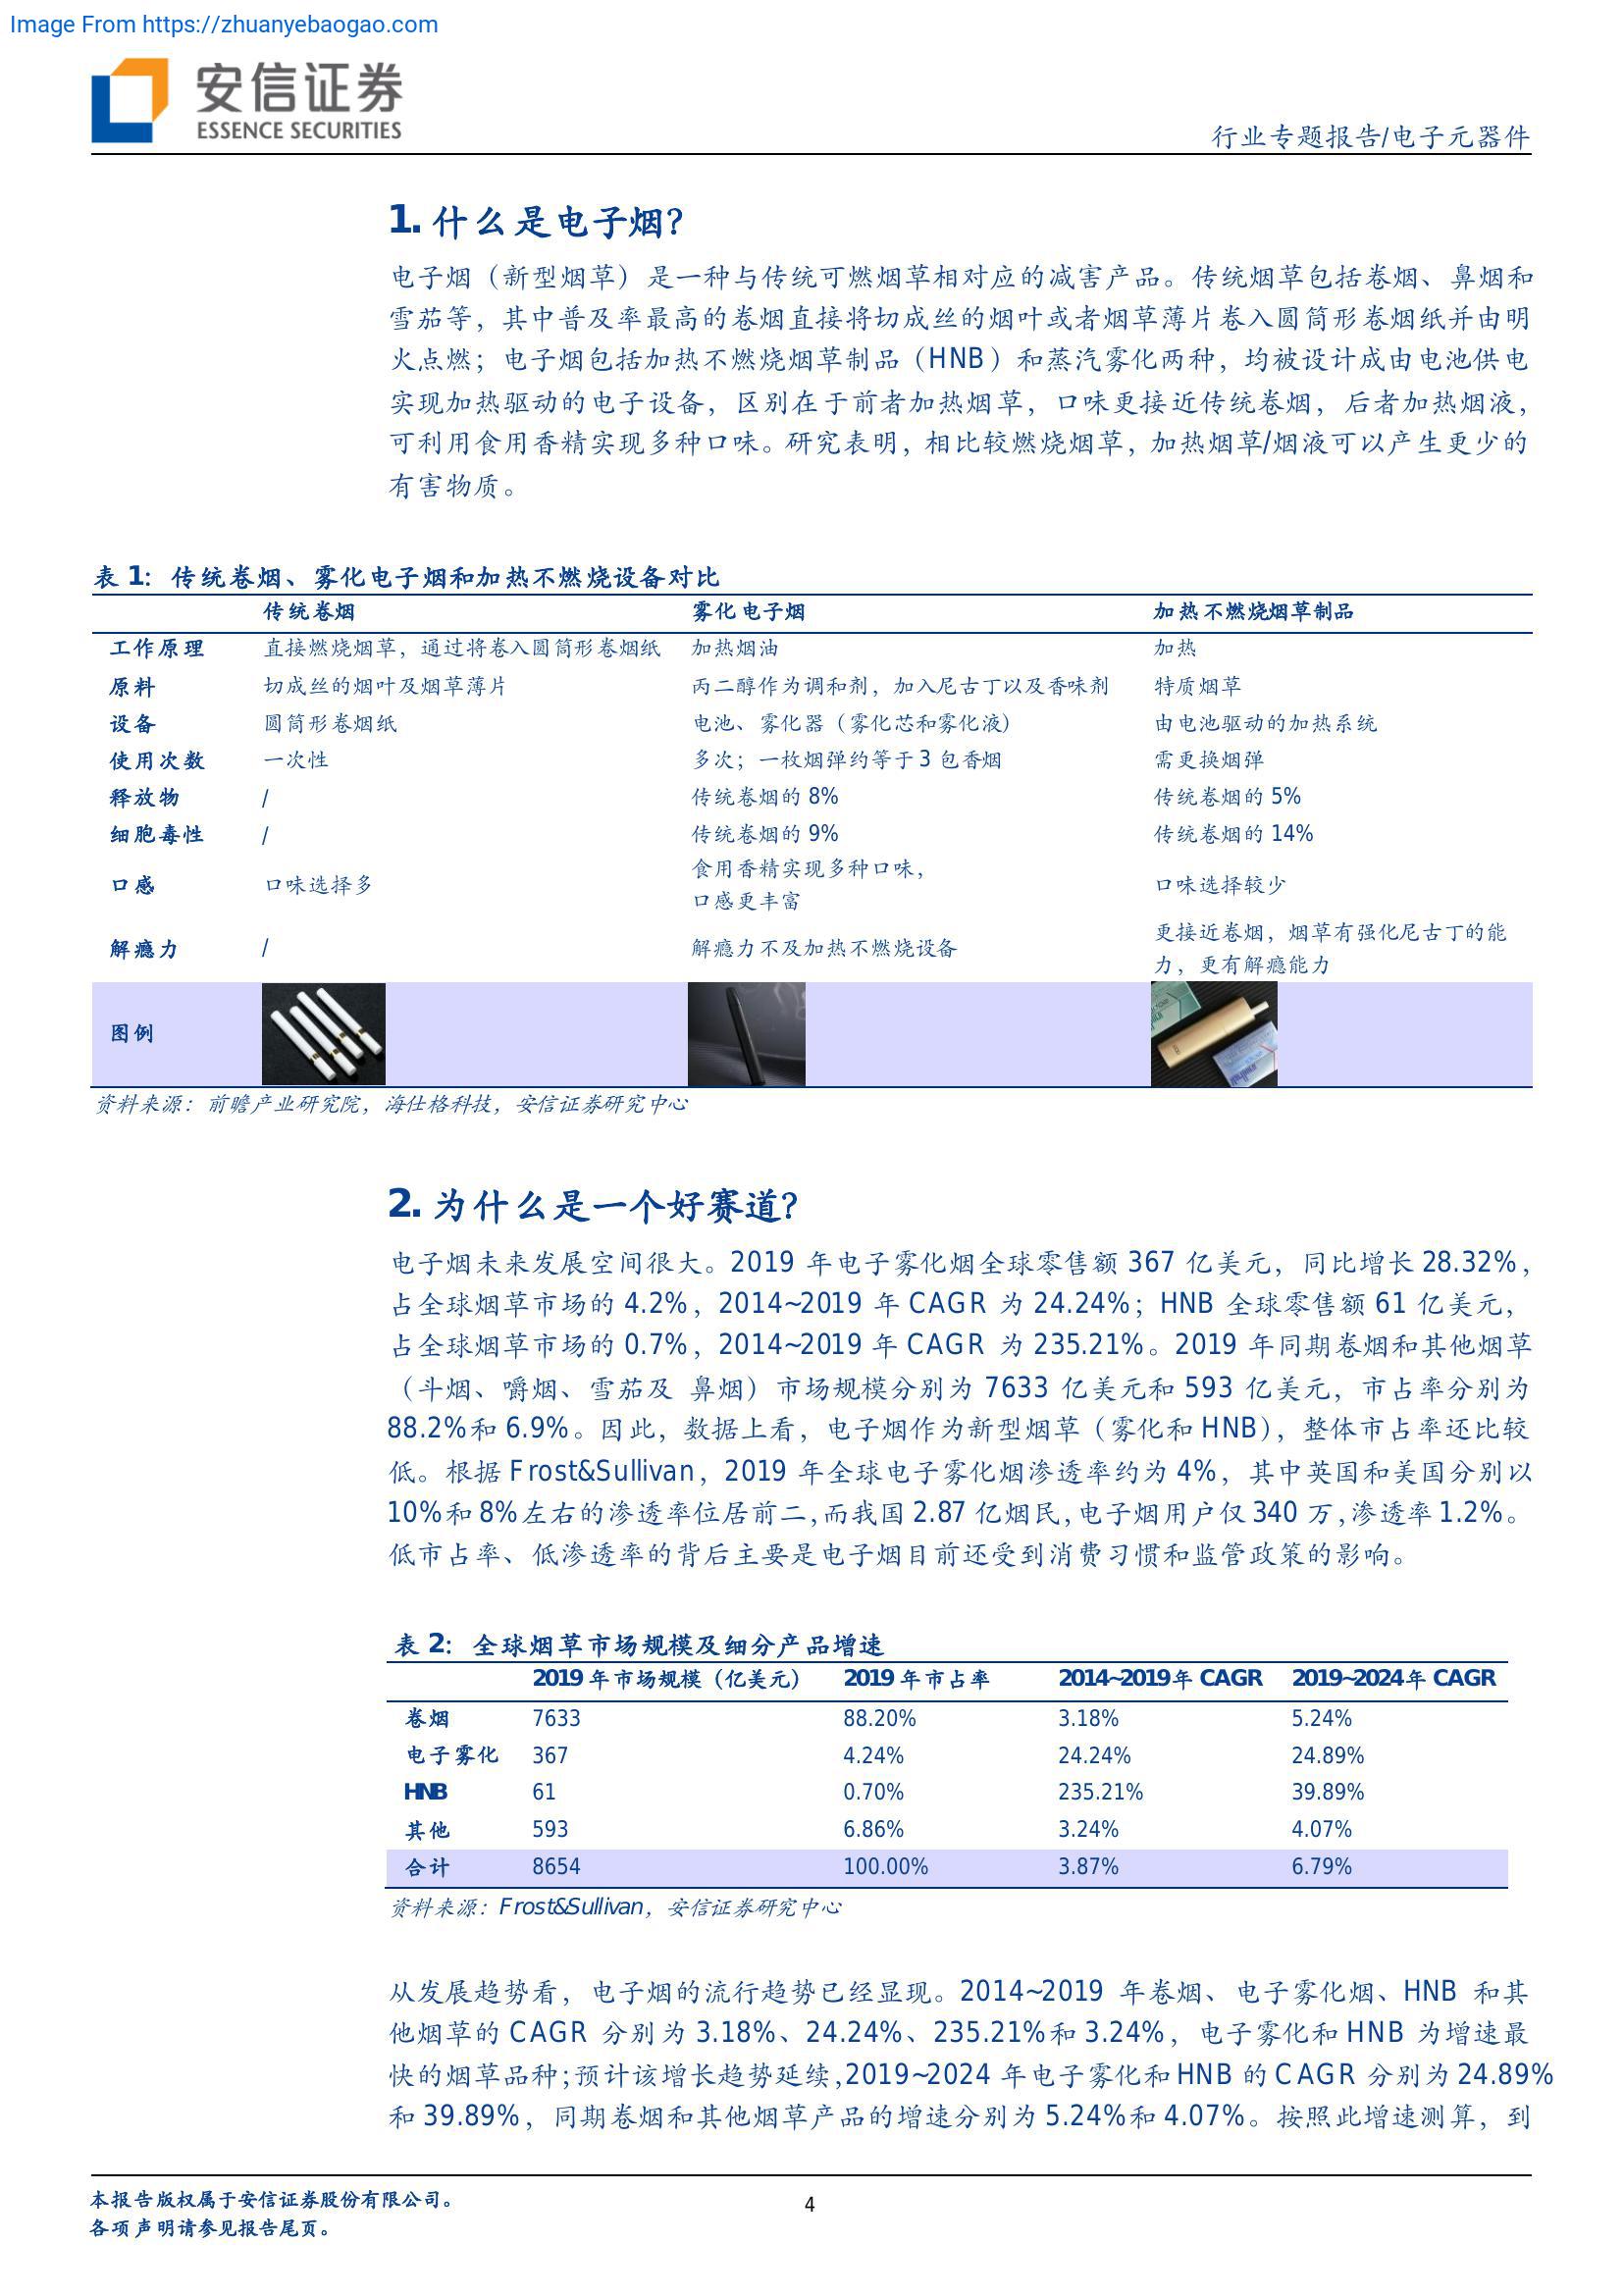 Image From https://zhuanyebaogao.com
安信证券
ESSENCE SECURITIES
行业专题报告/电子元器件
1. 什么是电子烟？
电子烟（新型烟草）是一种与传统可燃烟草相对应的减害产品。传统烟草包括卷烟、鼻烟和
雪茄等，其中普及率最高的卷烟直接将切成丝的烟叶或者烟草薄片卷入圆筒形卷烟纸并由明
火点燃；电子烟包括加热不燃烧烟草制品（HNB）和蒸汽雾化两种，均被设计成由电池供电
实现加热驱动的电子设备，区别在于前者加热烟草，口味更接近传统卷烟，后者加热烟液，
可利用食用香精实现多种口味。研究表明，相比较燃烧烟草，加热烟草/烟液可以产生更少的
有害物质。
表 1：传统卷烟、雾化电子烟和加热不燃烧设备对比
传统卷烟 雾化电子烟 加热不燃烧烟草制品
工作原理 直接燃烧烟草，通过将卷入圆筒形卷烟纸 加热烟油 加热
原料 切成丝的烟叶及烟草薄片 丙二醇作为调和剂，加入尼古丁以及香味剂 特质烟草
设备 圆筒形卷烟纸 电池、雾化器（雾化芯和雾化液） 由电池驱动的加热系统
使用次数 一次性 多次；一枚烟弹约等于 3 包香烟 需更换烟弹
释放物 / 传统卷烟的 8% 传统卷烟的 5%
细胞毒性 / 传统卷烟的 9% 传统卷烟的 14%
口感 口味选择多 食用香精实现多种口味，
口感更丰富 口味选择较少
解瘾力 / 解瘾力不及加热不燃烧设备 更接近卷烟，烟草有强化尼古丁的能
力，更有解瘾能力
图例
资料来源：前瞻产业研究院，海仕格科技，安信证券研究中心
2. 为什么是一个好赛道？
电子烟未来发展空间很大。2019 年电子雾化烟全球零售额 367 亿美元，同比增长 28.32%，
占全球烟草市场的 4.2%，2014~2019 年 CAGR 为 24.24%；HNB 全球零售额 61 亿美元，
占全球烟草市场的 0.7%，2014~2019 年 CAGR 为 235.21%。2019 年同期卷烟和其他烟草
（斗烟、嚼烟、雪茄及 鼻烟）市场规模分别为 7633 亿美元和 593 亿美元，市占率分别为
88.2%和 6.9%。因此，数据上看，电子烟作为新型烟草（雾化和 HNB），整体市占率还比较
低。根据 Frost&Sullivan，2019 年全球电子雾化烟渗透率约为 4%，其中英国和美国分别以
10%和 8%左右的渗透率位居前二，而我国 2.87 亿烟民，电子烟用户仅 340 万，渗透率 1.2%。
低市占率、低渗透率的背后主要是电子烟目前还受到消费习惯和监管政策的影响。
表 2：全球烟草市场规模及细分产品增速
2019 年市场规模（亿美元） 2019 年市占率 2014~2019 年 CAGR 2019~2024 年 CAGR
卷烟 7633 88.20% 3.18% 5.24%
电子雾化 367 4.24% 24.24% 24.89%
HNB 61 0.70% 235.21% 39.89%
其他 593 6.86% 3.24% 4.07%
合计 8654 100.00% 3.87% 6.79%
资料来源：Frost&Sullivan，安信证券研究中心
从发展趋势看，电子烟的流行趋势已经显现。2014~2019 年卷烟、电子雾化烟、HNB 和其
他烟草的 CAGR 分别为 3.18%、24.24%、235.21%和 3.24%，电子雾化和 HNB 为增速最
快的烟草品种；预计该增长趋势延续，2019~2024 年电子雾化和 HNB 的 CAGR 分别为 24.89%
和 39.89%，同期卷烟和其他烟草产品的增速分别为 5.24%和 4.07%。按照此增速测算，到
本报告版权属于安信证券股份有限公司。
各项声明请参见报告尾页。
4